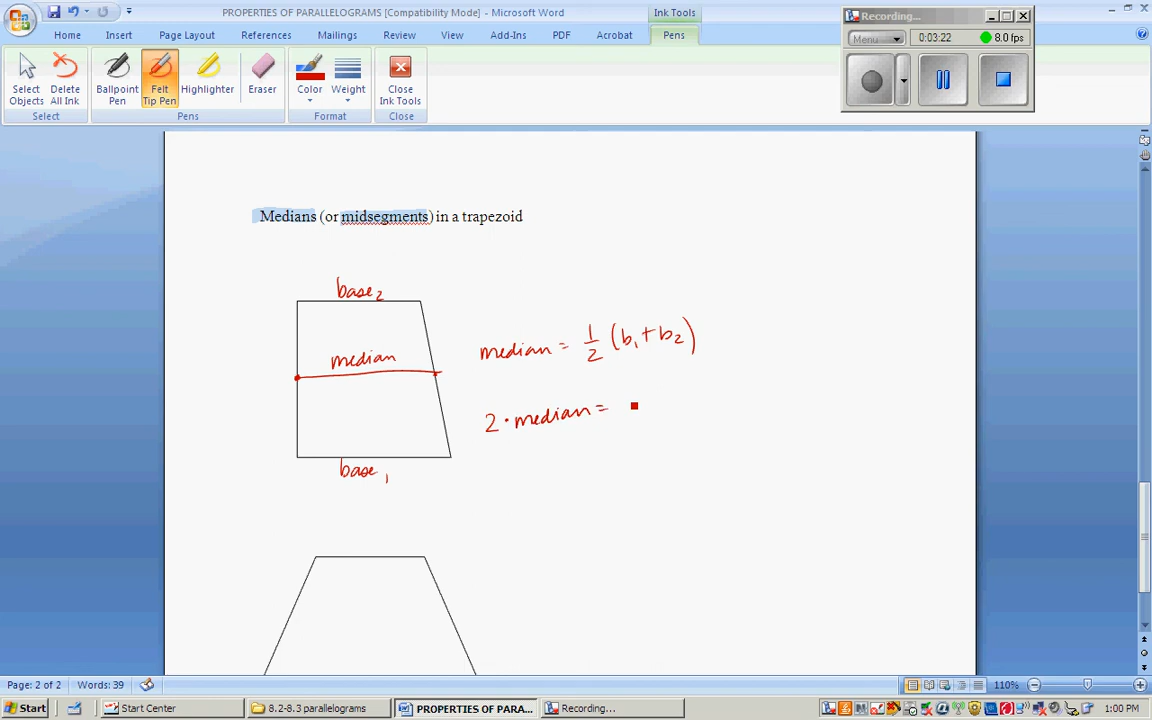 PROPERTIES OF PARALLELOGRAMS [Compatibility Mode] - Microsoft Word
Ink Tools
Recording...
Home Insert Page Layout References Mailings Review View Add-Ins PDF Acrobat Pens
Menu 0:03:22 8.0 fps
Select Objects
Delete All Ink
Ballpoint Pen
Felt Tip Pen
Highlighter
Eraser
Color
Weight
Close Ink Tools
Select Pens Format Close
Medians (or midsegments) in a trapezoid
base2
median = 1/2 (b1+b2)
median
2 · median =
base1
Page: 2 of 2 Words: 39 110%
Start Start Center 8.2-8.3 parallelograms PROPERTIES OF PARA... Recording... 1:00 PM